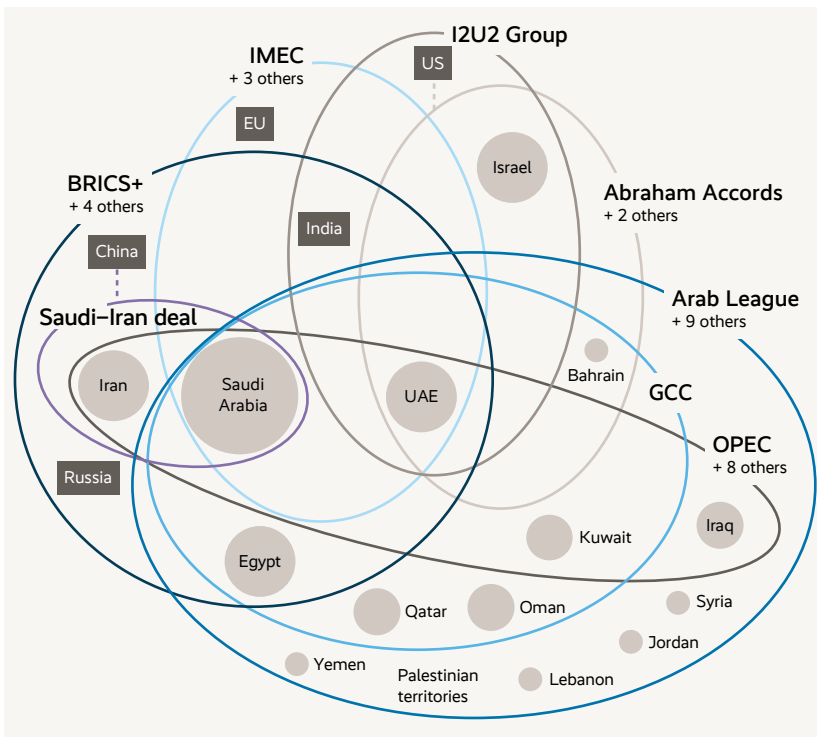 I2U2 Group
IMEC
+ 3 others
US
EU
Israel
BRICS+
+ 4 others
Abraham Accords
+ 2 others
India
China
Arab League
+ 9 others
Saudi–Iran deal
Iran
Saudi
Arabia
UAE
Bahrain
GCC
OPEC
+ 8 others
Russia
Iraq
Kuwait
Egypt
Qatar
Oman
Syria
Jordan
Yemen
Palestinian
territories
Lebanon